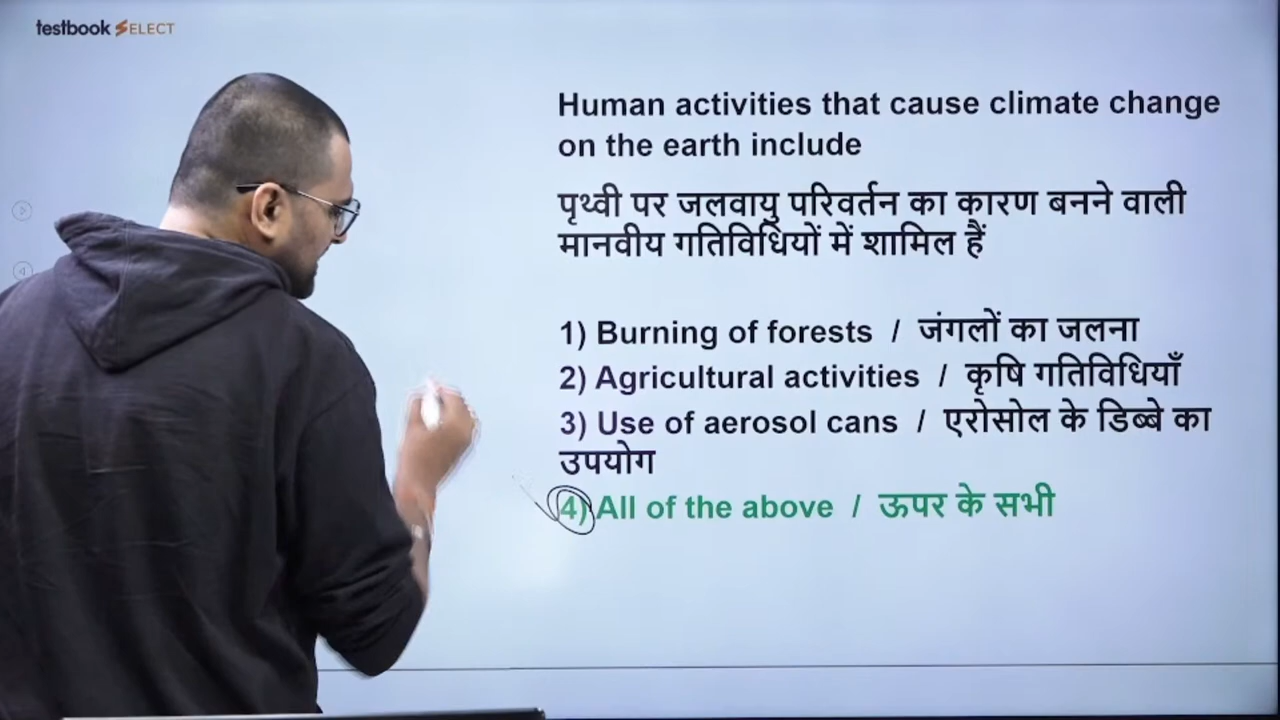 testbook SELECT
Human activities that cause climate change
on the earth include
पृथ्वी पर जलवायु परिवर्तन का कारण बनने वाली
मानवीय गतिविधियों में शामिल हैं
1) Burning of forests / जंगलों का जलना
2) Agricultural activities / कृषि गतिविधियाँ
3) Use of aerosol cans / एरोसोल के डिब्बे का
उपयोग
4) All of the above / ऊपर के सभी